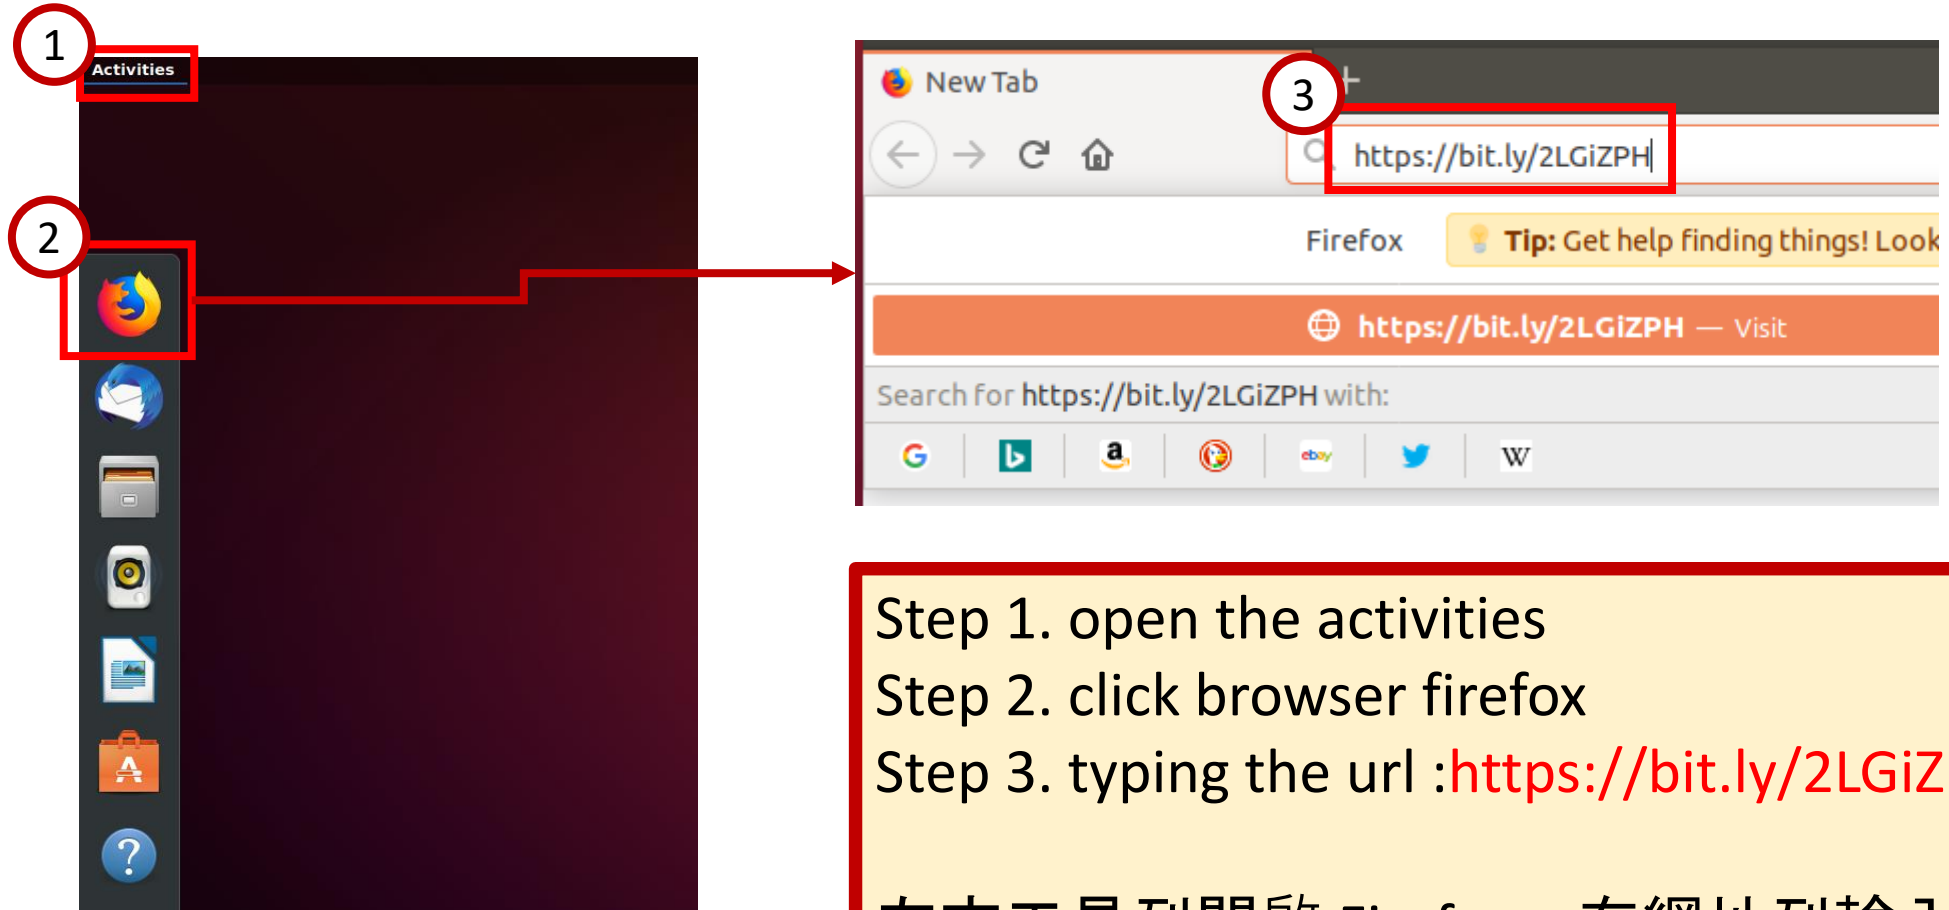 1
Activities
2
New Tab
+
3
https://bit.ly/2LGiZPH
Firefox
Tip: Get help finding things! Look
https://bit.ly/2LGiZPH — Visit
Search for https://bit.ly/2LGiZPH with:
G
b
a
ebay
W
A
?
Step 1. open the activities
Step 2. click browser firefox
Step 3. typing the url :https://bit.ly/2LGiZ